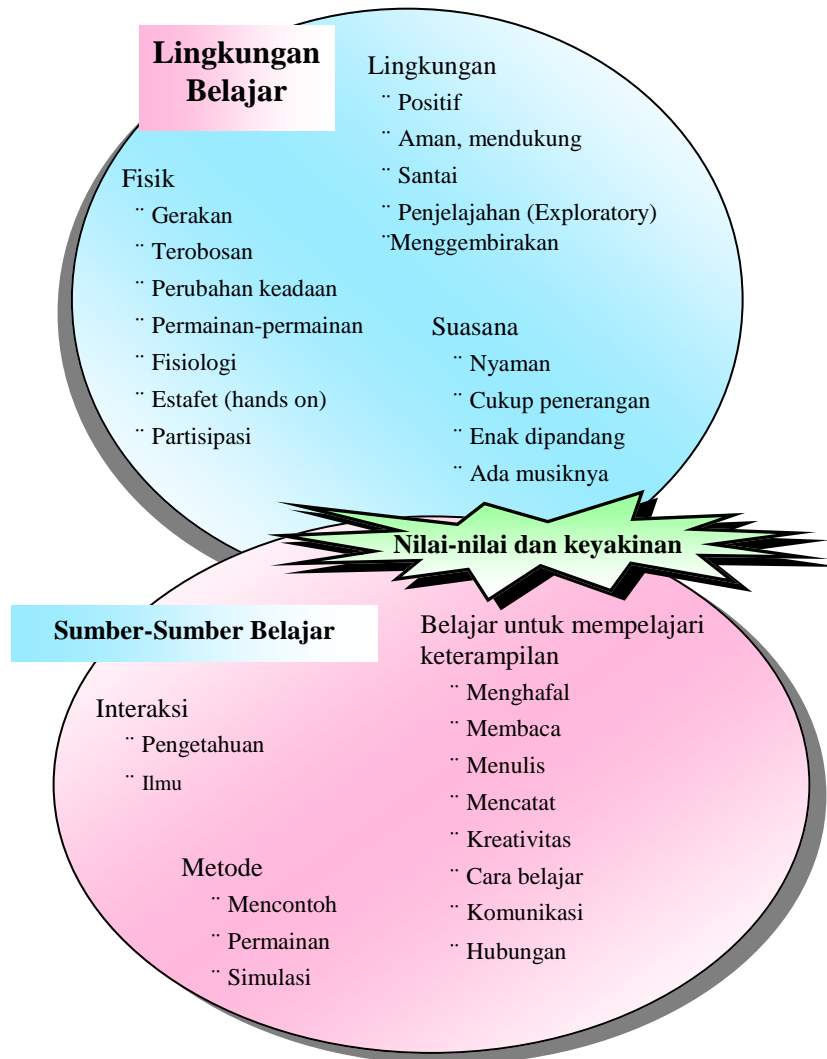 Lingkungan
Belajar
Lingkungan
¨ Positif
¨ Aman, mendukung
¨ Santai
¨ Penjelajahan (Exploratory)
¨Menggembirakan
Fisik
¨ Gerakan
¨ Terobosan
¨ Perubahan keadaan
¨ Permainan-permainan
¨ Fisiologi
¨ Estafet (hands on)
¨ Partisipasi
Suasana
¨ Nyaman
¨ Cukup penerangan
¨ Enak dipandang
¨ Ada musiknya
Nilai-nilai dan keyakinan
Sumber-Sumber Belajar
Interaksi
¨ Pengetahuan
¨ Ilmu
Metode
¨ Mencontoh
¨ Permainan
¨ Simulasi
Belajar untuk mempelajari
keterampilan
¨ Menghafal
¨ Membaca
¨ Menulis
¨ Mencatat
¨ Kreativitas
¨ Cara belajar
¨ Komunikasi
¨ Hubungan